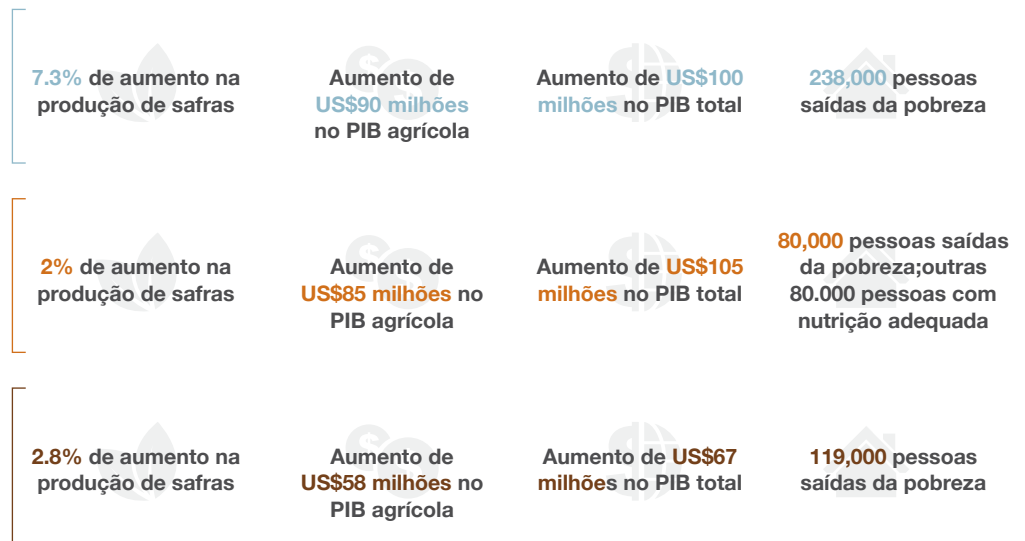 7.3% de aumento na
produção de safras
Aumento de
US$90 milhões
no PIB agrícola
Aumento de US$100
milhões no PIB total
238,000 pessoas
saídas da pobreza
2% de aumento na
produção de safras
Aumento de
US$85 milhões no
PIB agrícola
Aumento de US$105
milhões no PIB total
80,000 pessoas saídas
da pobreza;outras
80.000 pessoas com
nutrição adequada
2.8% de aumento na
produção de safras
Aumento de
US$58 milhões no
PIB agrícola
Aumento de US$67
milhões no PIB total
119,000 pessoas
saídas da pobreza